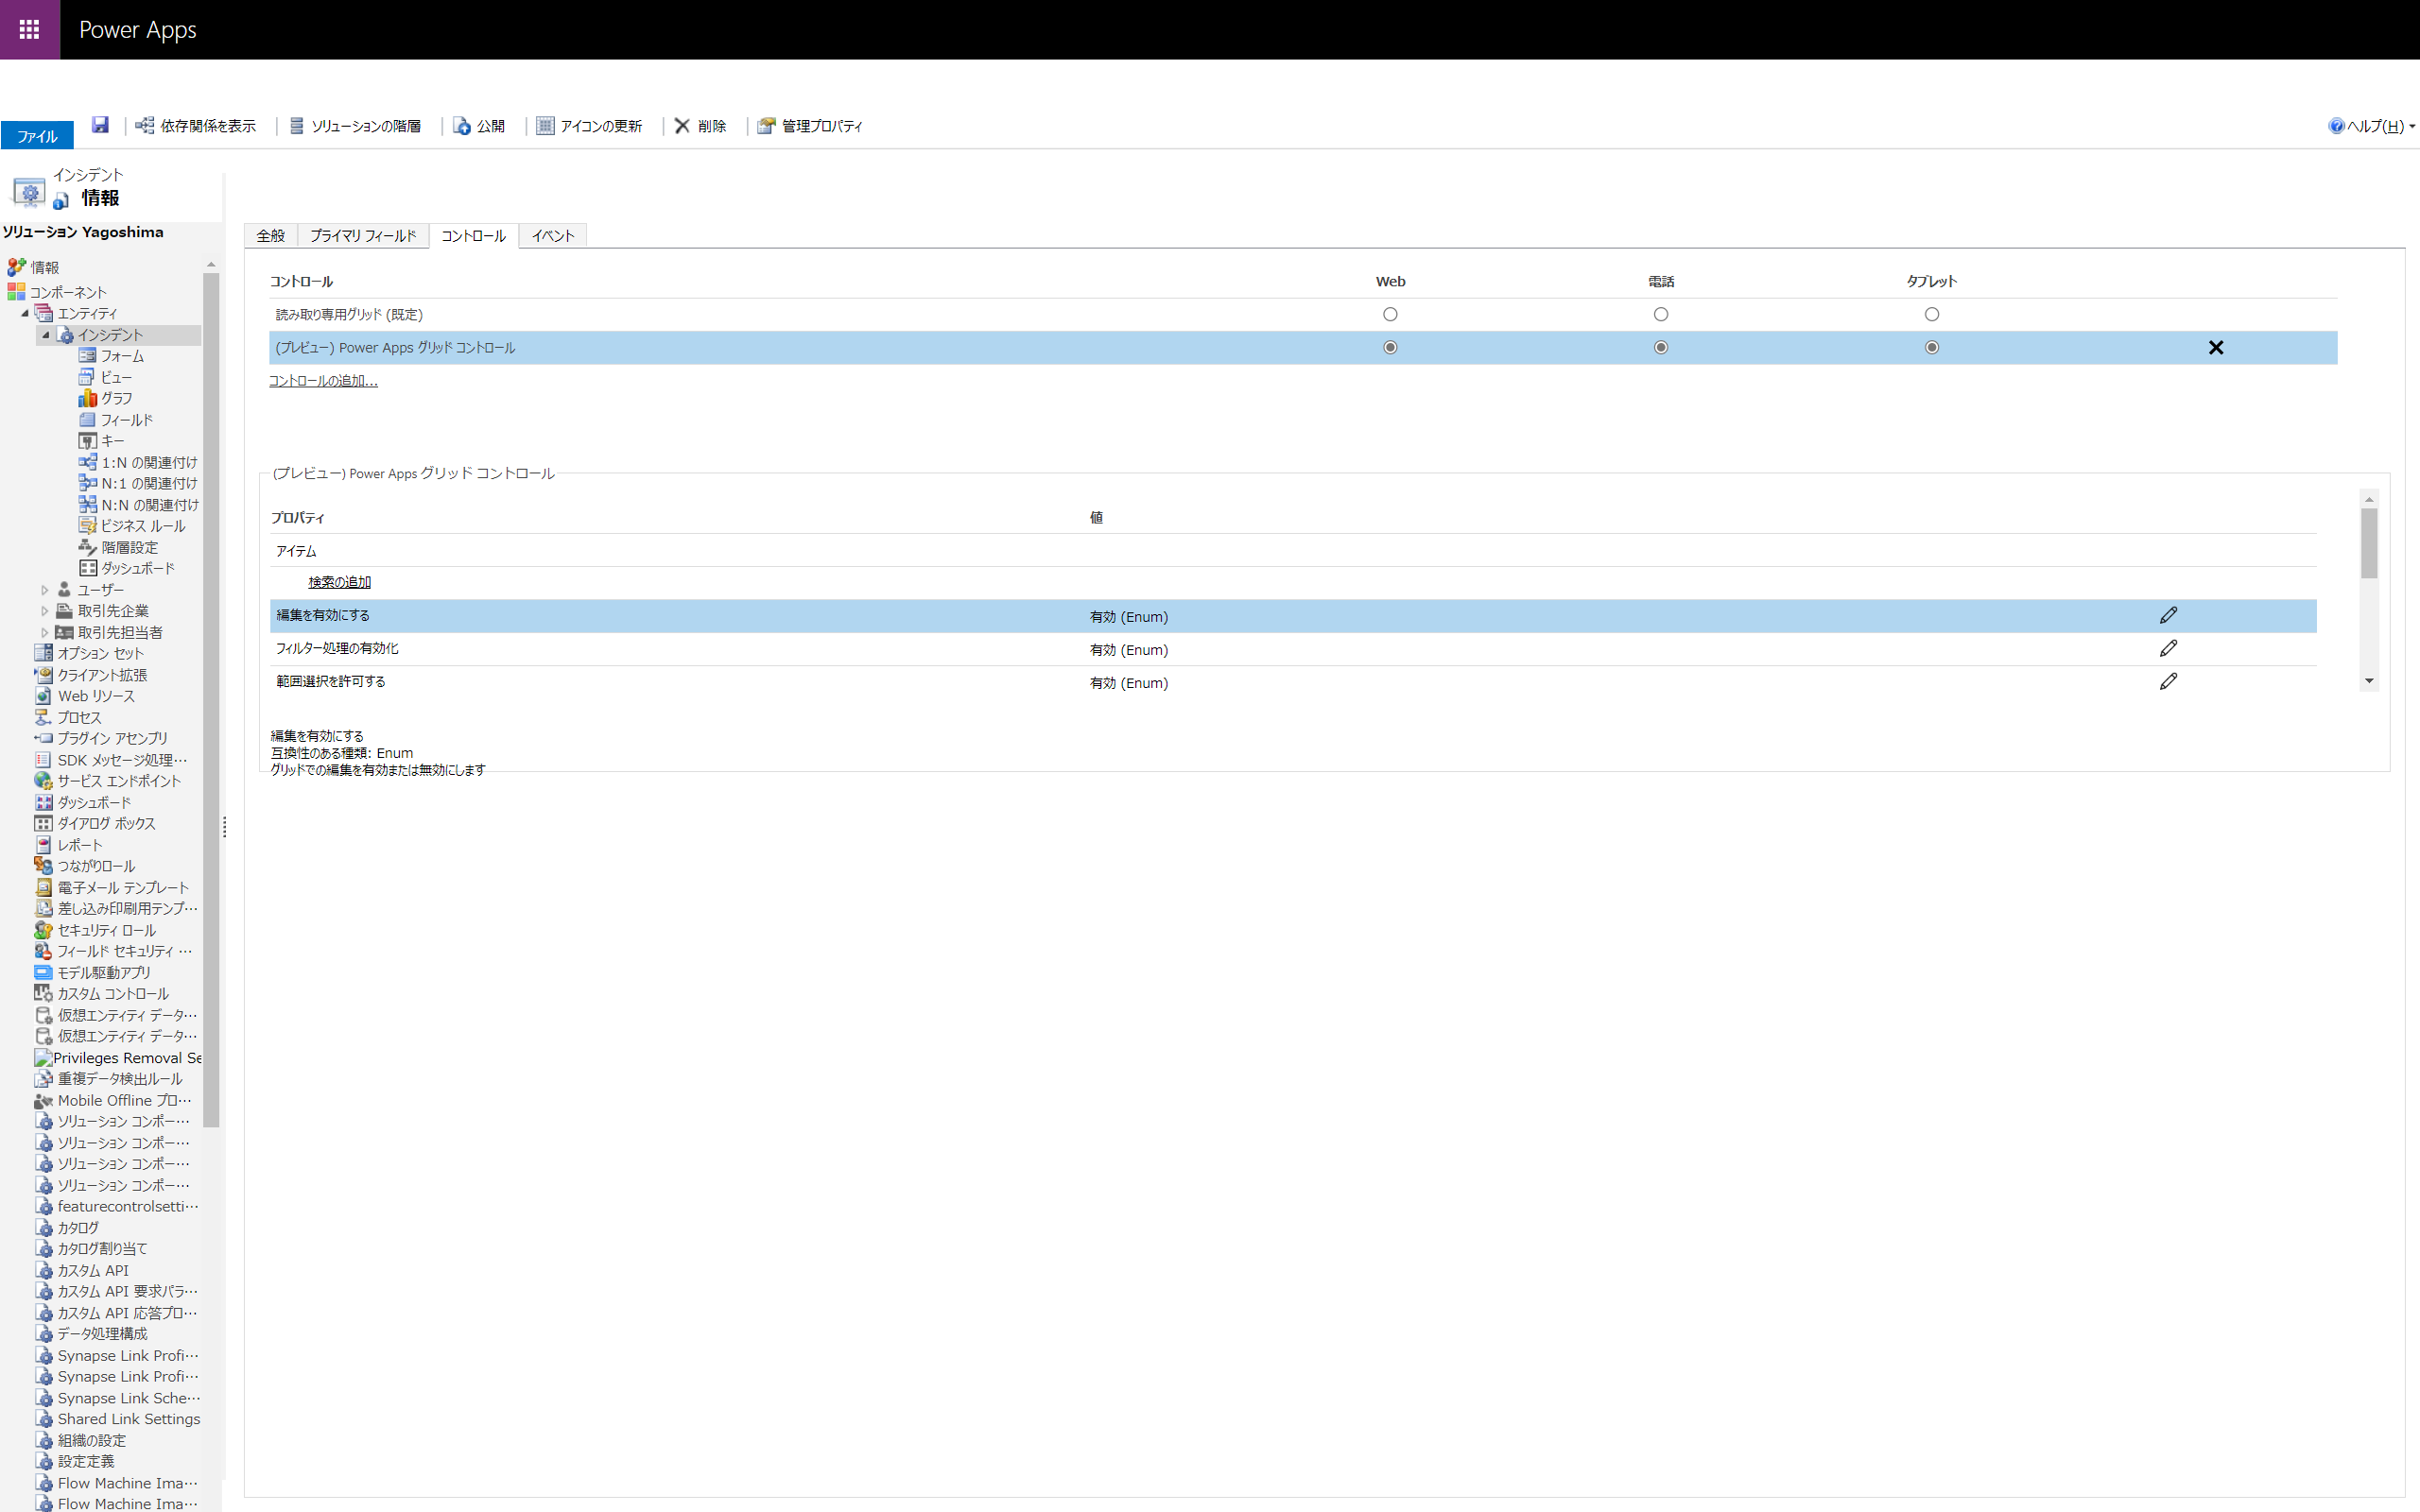 Power Apps
ファイル
依存関係を表示
ソリューションの階層
公開
アイコンの更新
削除
管理プロパティ
ヘルプ(H)
インシデント
情報
ソリューション Yagoshima
情報
コンポーネント
エンティティ
インシデント
フォーム
ビュー
グラフ
フィールド
キー
1:N の関連付け
N:1 の関連付け
N:N の関連付け
ビジネス ルール
階層設定
ダッシュボード
ユーザー
取引先企業
取引先担当者
オプション セット
クライアント拡張
Web リソース
プロセス
プラグイン アセンブリ
SDK メッセージ処理…
サービス エンドポイント
ダッシュボード
ダイアログ ボックス
レポート
つながりロール
電子メール テンプレート
差し込み印刷用テンプ…
セキュリティ ロール
フィールド セキュリティ …
モデル駆動アプリ
カスタム コントロール
仮想エンティティ データ…
仮想エンティティ データ…
Privileges Removal Se
重複データ検出ルール
Mobile Offline プロ…
ソリューション コンポー…
ソリューション コンポー…
ソリューション コンポー…
ソリューション コンポー…
featurecontrolsetti…
カタログ
カタログ割り当て
カスタム API
カスタム API 要求パラ…
カスタム API 応答プロ…
データ処理構成
Synapse Link Profi…
Synapse Link Profi…
Synapse Link Sche…
Shared Link Settings
組織の設定
設定定義
Flow Machine Ima…
Flow Machine Ima…
全般 プライマリ フィールド コントロール イベント
コントロール Web 電話 タブレット
読み取り専用グリッド (既定)
(プレビュー) Power Apps グリッド コントロール
コントロールの追加...
(プレビュー) Power Apps グリッド コントロール
プロパティ 値
アイテム
検索の追加
編集を有効にする 有効 (Enum)
フィルター処理の有効化 有効 (Enum)
範囲選択を許可する 有効 (Enum)
編集を有効にする
互換性のある種類: Enum
グリッドでの編集を有効または無効にします